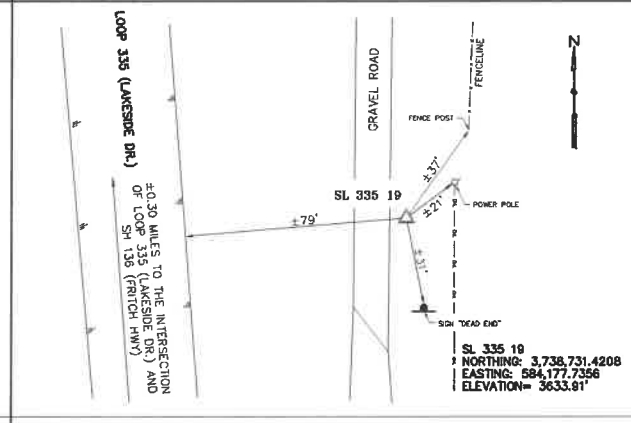 LOOP 335 (LAKESIDE DR.)
±0.30 MILES TO THE INTERSECTION
OF LOOP 335 (LAKESIDE DR.) AND
SH 136 (FRITCH HWY)
GRAVEL ROAD
FENCELINE
N
FENCE POST
±37'
SL 335 19
±21'
POWER POLE
±79'
±31'
SIGN "DEAD END"
SL 335 19
NORTHING: 3,738,731.4208
EASTING: 584,177.7356
ELEVATION= 3633.91'